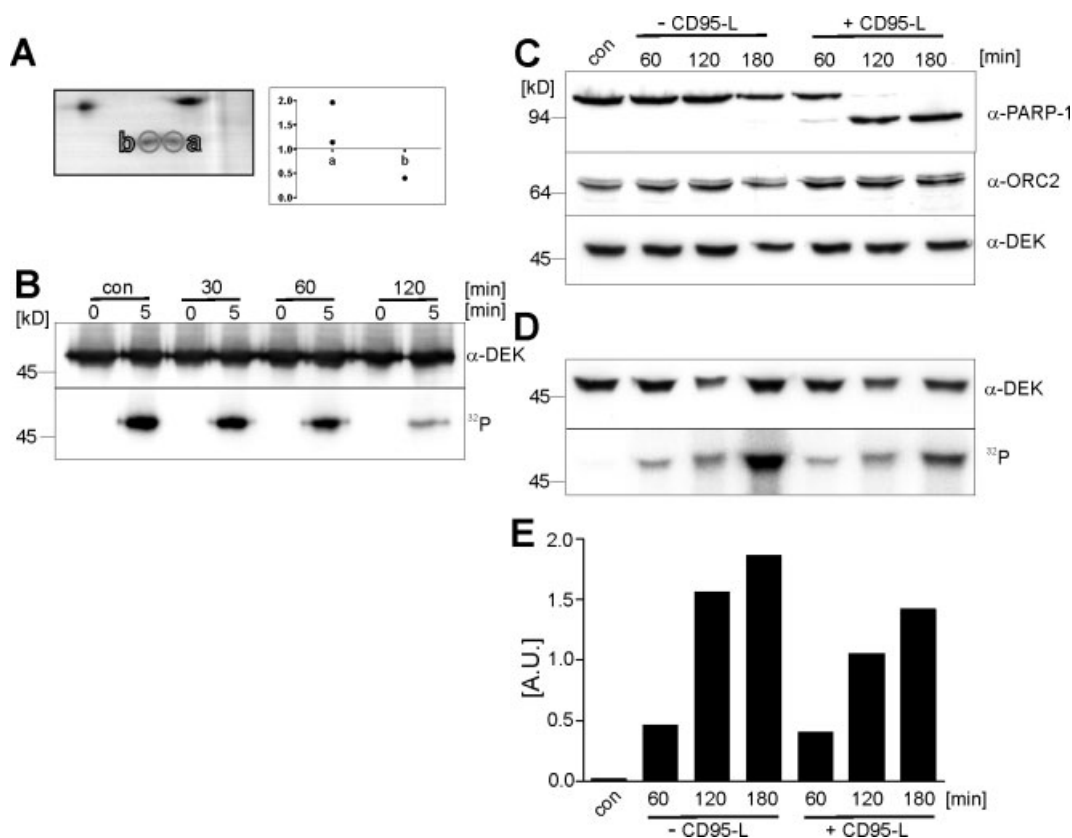 A
b a
2.0
1.5
1.0
0.5
0.0
a b
B
con 30 60 120 [min]
0 5 0 5 0 5 0 5 [min]
[kD]
α-DEK
45
32P
45
C
- CD95-L + CD95-L
con 60 120 180 60 120 180 [min]
[kD]
94
α-PARP-1
64
α-ORC2
45
α-DEK
D
45
α-DEK
32P
45
E
2.0
1.5
1.0
0.5
0.0
[A.U.]
con 60 120 180 60 120 180 [min]
- CD95-L + CD95-L